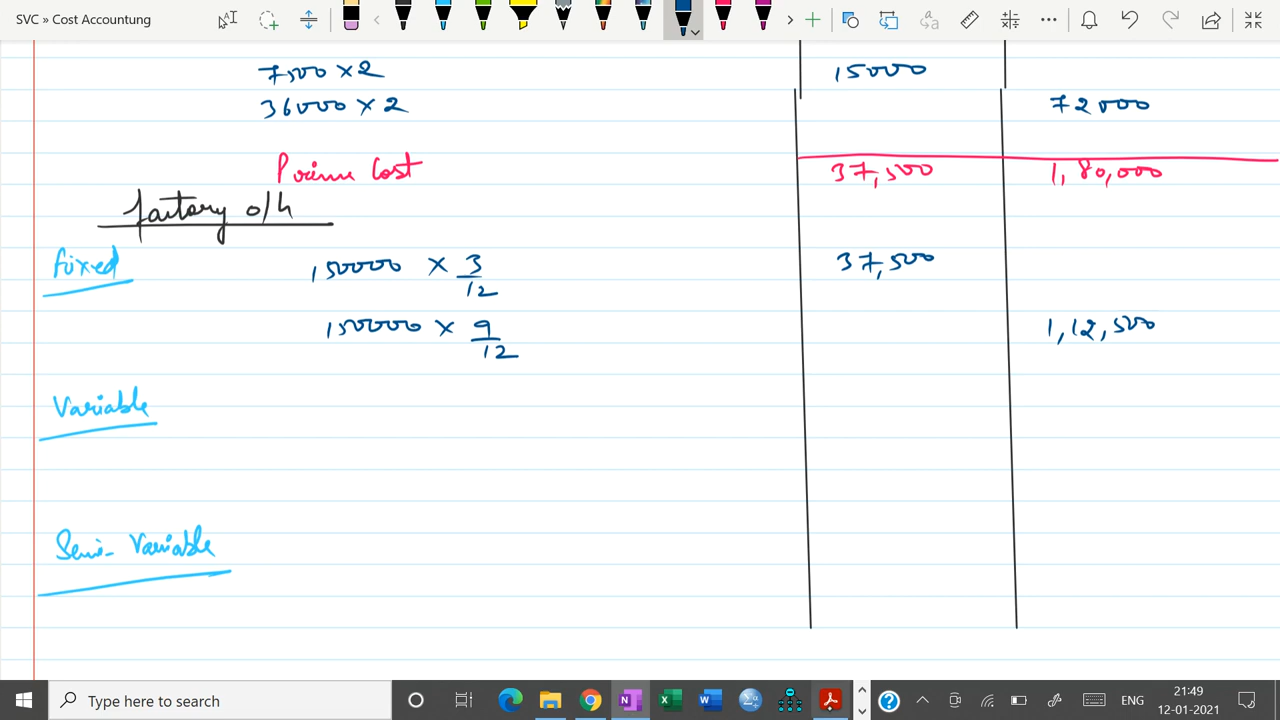 SVC » Cost Accountung
7500 × 2 15000
36000 × 2 72000
Prime Cost 37,500 1,80,000
factory o/h
fixed 150000 × 3/12 37,500
150000 × 9/12 1,12,500
Variable
Semi-Variable
Type here to search
ENG
21:49
12-01-2021